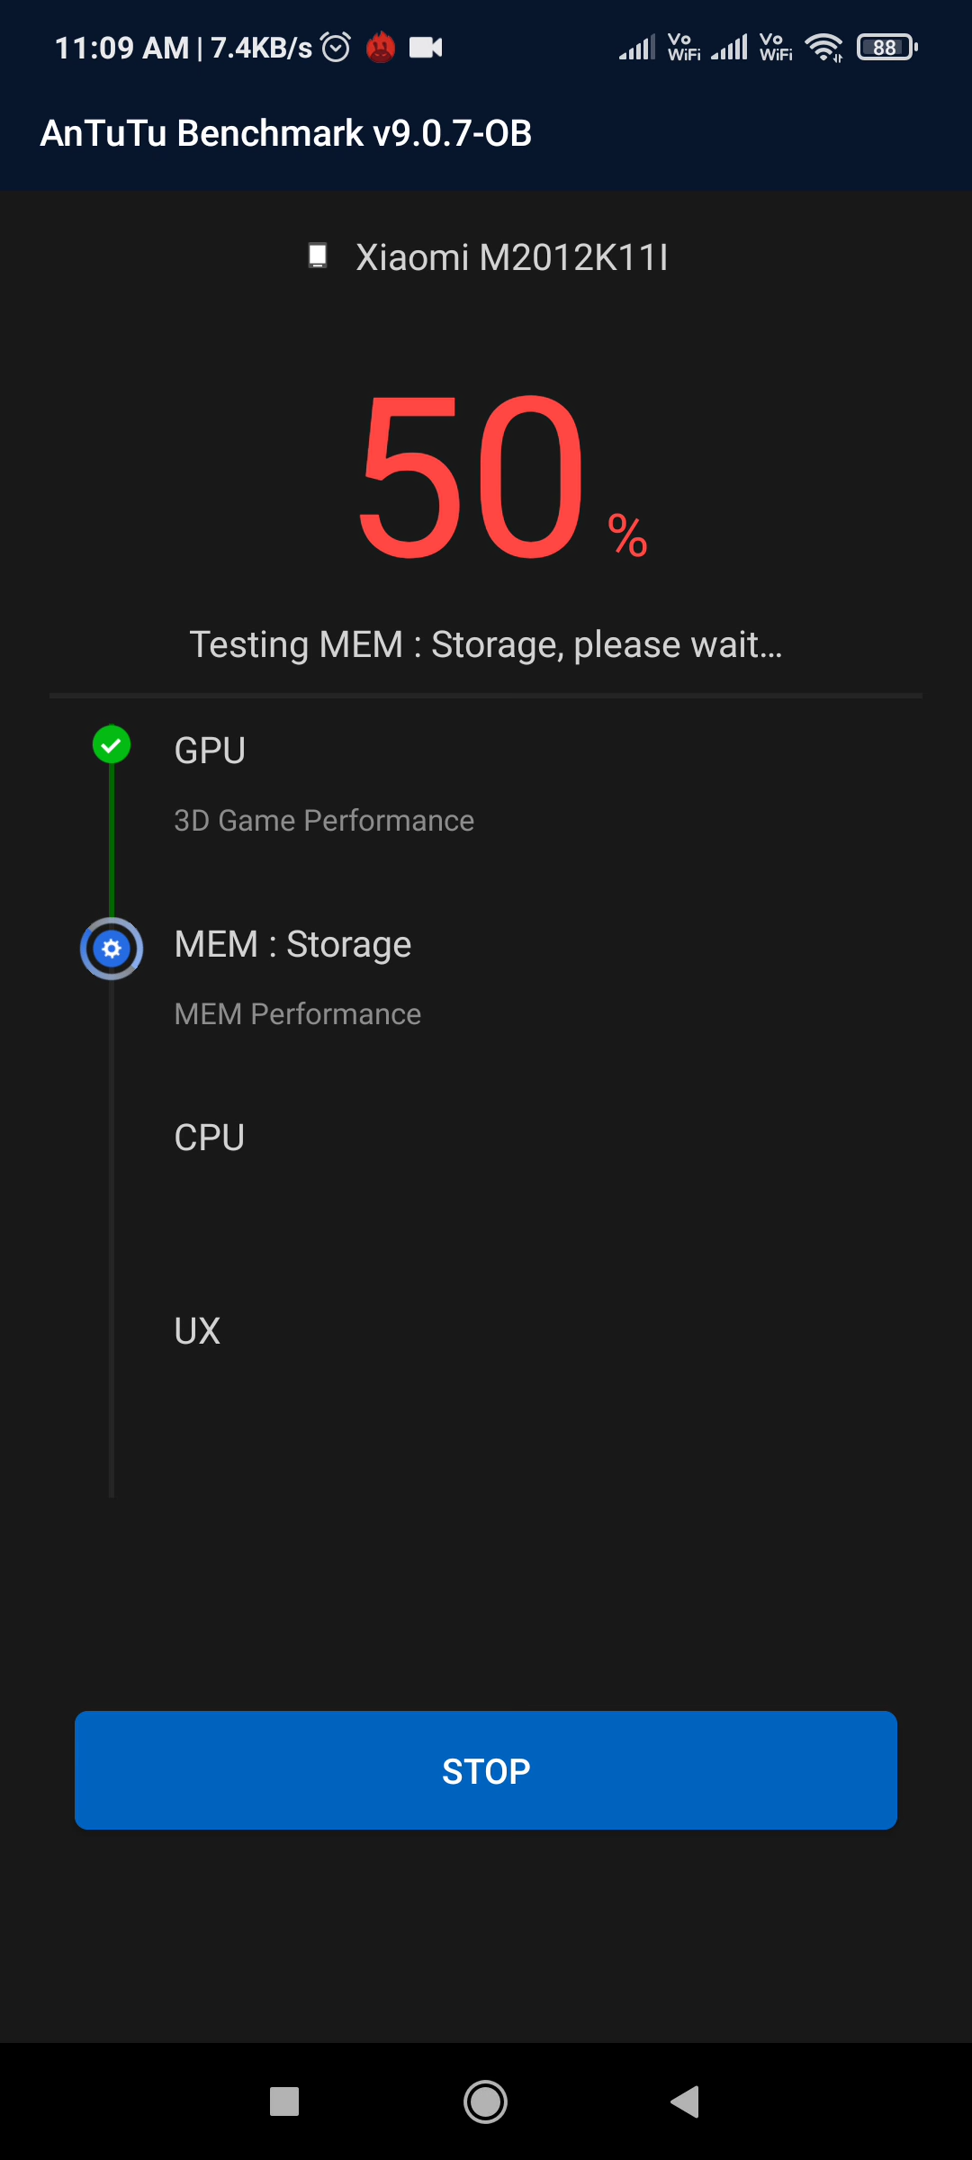 11:09 AM | 7.4KB/s Vo WiFi Vo WiFi 88
AnTuTu Benchmark v9.0.7-OB
Xiaomi M2012K11I
50 %
Testing MEM : Storage, please wait...
GPU
3D Game Performance
MEM : Storage
MEM Performance
CPU
UX
STOP